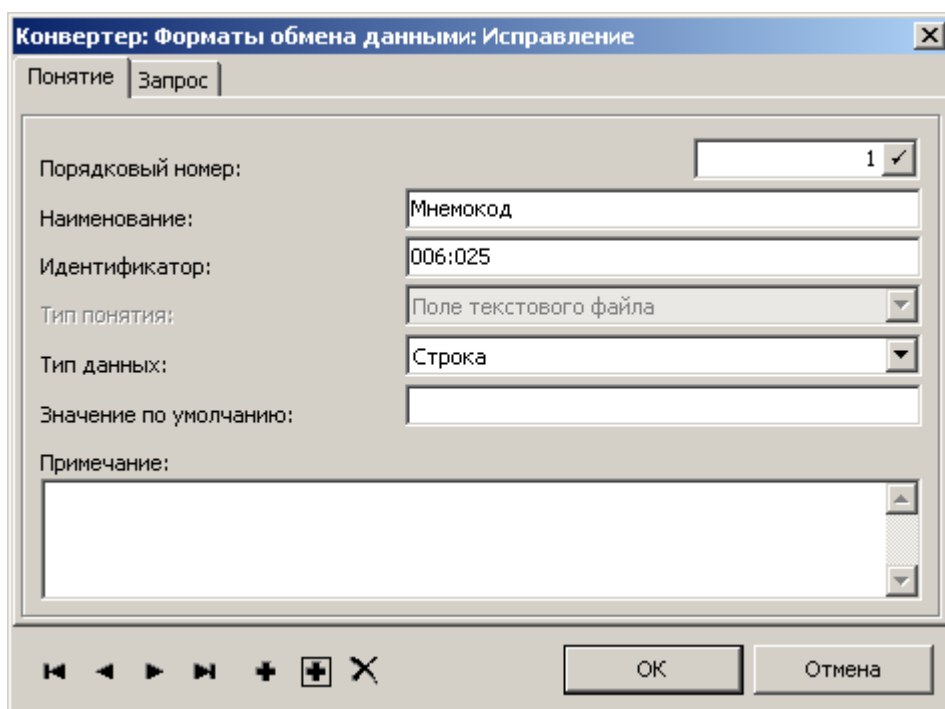 Конвертер: Форматы обмена данными: Исправление
Понятие Запрос
Порядковый номер: 1
Наименование: Мнемокод
Идентификатор: 006:025
Тип понятия: Поле текстового файла
Тип данных: Строка
Значение по умолчанию:
Примечание:
ОК Отмена